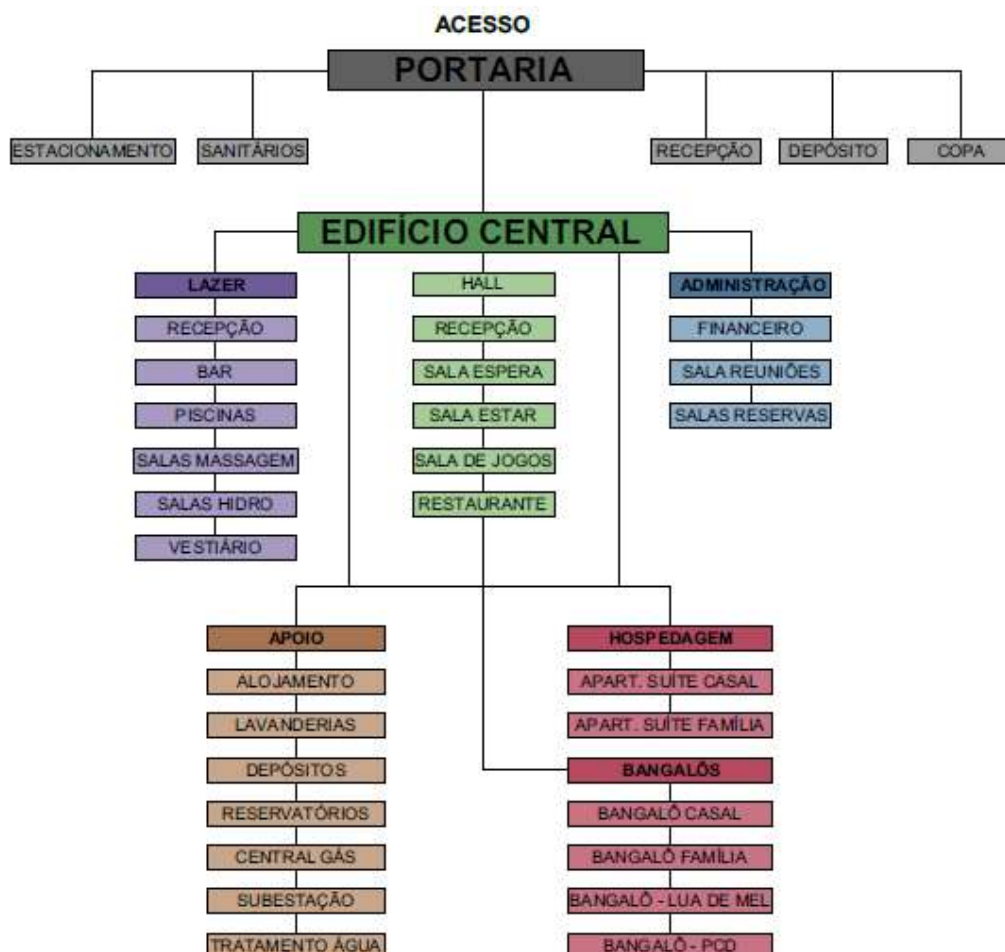 ACESSO
PORTARIA
ESTACIONAMENTO
SANITÁRIOS
RECEPÇÃO
DEPÓSITO
COPA
EDIFÍCIO CENTRAL
LAZER
RECEPÇÃO
BAR
PISCINAS
SALAS MASSAGEM
SALAS HIDRO
VESTIÁRIO
HALL
RECEPÇÃO
SALA ESPERA
SALA ESTAR
SALA DE JOGOS
RESTAURANTE
ADMINISTRAÇÃO
FINANCEIRO
SALA REUNIÕES
SALAS RESERVAS
APOIO
ALOJAMENTO
LAVANDERIAS
DEPÓSITOS
RESERVATÓRIOS
CENTRAL GÁS
SUBESTAÇÃO
TRATAMENTO ÁGUA
HOSPEDAGEM
APART. SUÍTE CASAL
APART. SUÍTE FAMÍLIA
BANGALÔS
BANGALÔ CASAL
BANGALÔ FAMÍLIA
BANGALÔ - LUA DE MEL
BANGALÔ - PCD